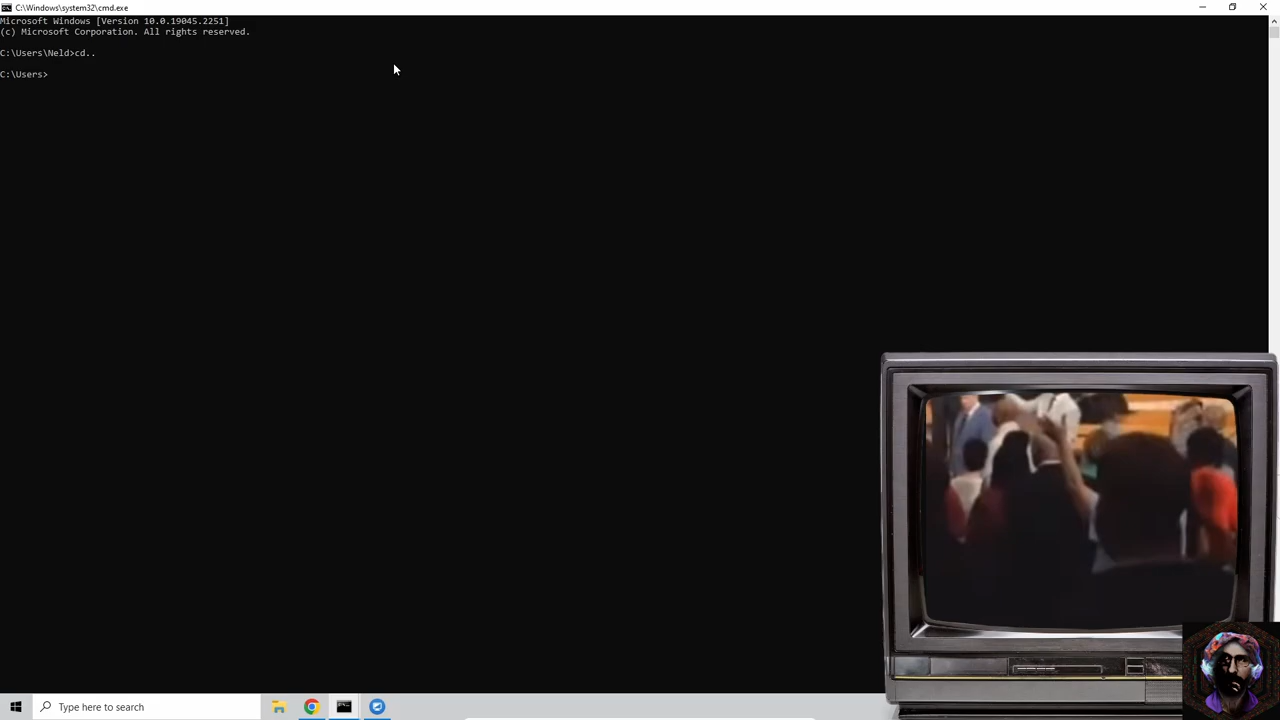 C:\Windows\system32\cmd.exe
Microsoft Windows [Version 10.0.19045.2251]
(c) Microsoft Corporation. All rights reserved.
C:\Users\Neld>cd..
C:\Users>
Type here to search